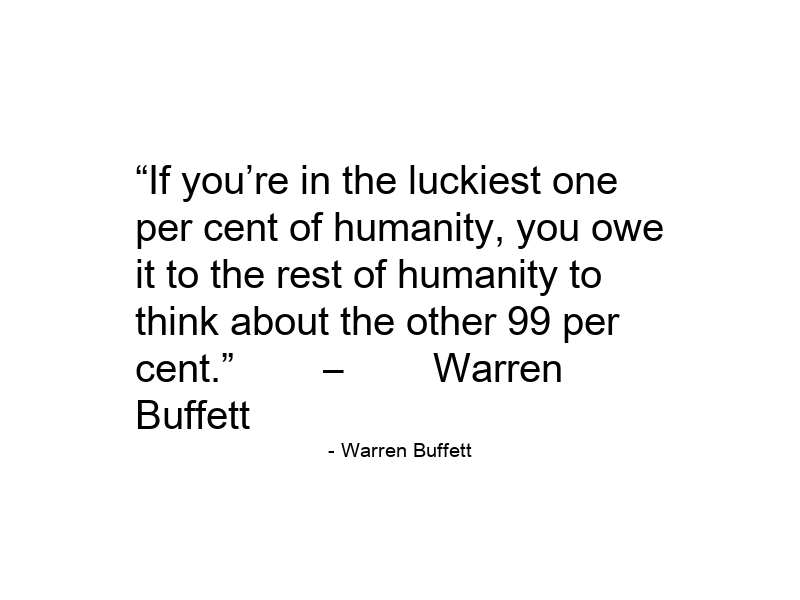 “If you’re in the luckiest one
per cent of humanity, you owe
it to the rest of humanity to
think about the other 99 per
cent.” – Warren
Buffett
- Warren Buffett